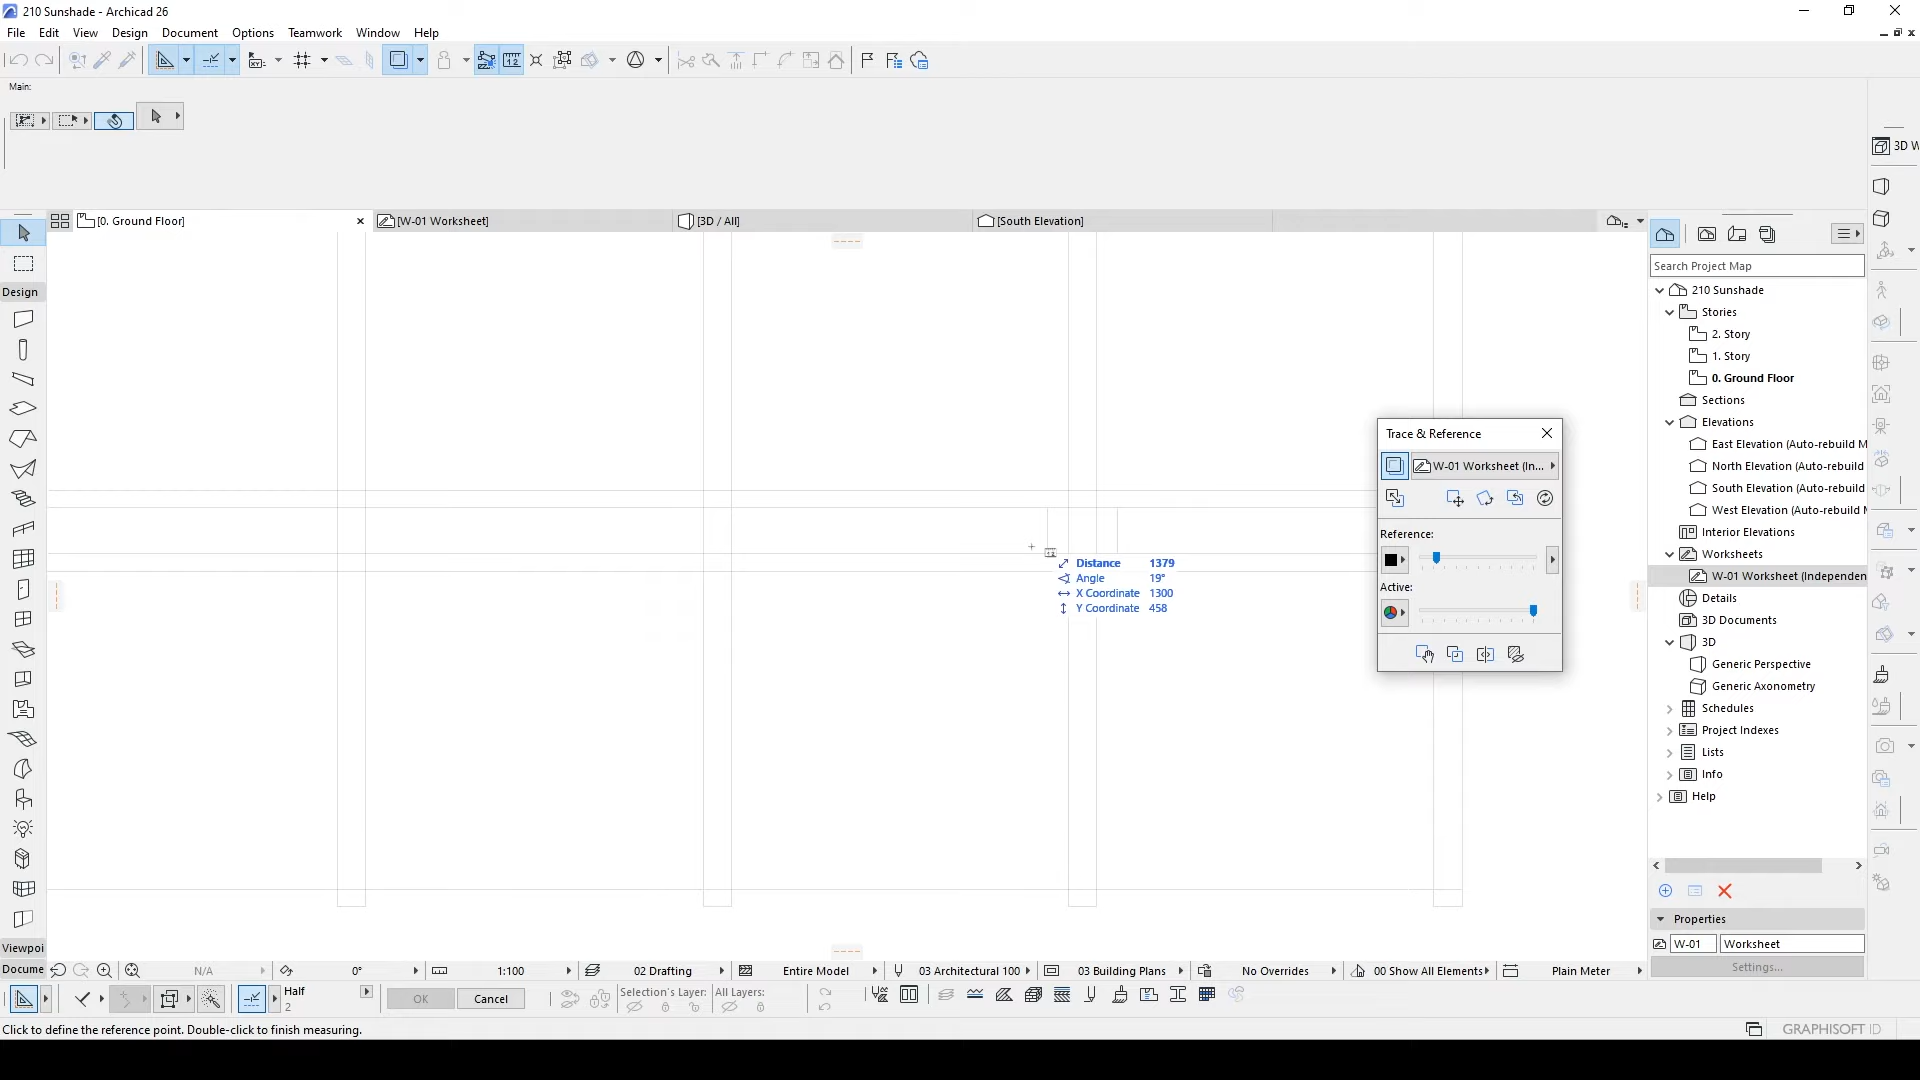 210 Sunshade - Archicad 26
File Edit View Design Document Options Teamwork Window Help
Main:
[0. Ground Floor]
[W-01 Worksheet]
[3D / All]
[South Elevation]
3D W
Design
Viewpoi
Docume
Search Project Map
210 Sunshade
Stories
2. Story
1. Story
0. Ground Floor
Sections
Elevations
East Elevation (Auto-rebuild M
North Elevation (Auto-rebuild
South Elevation (Auto-rebuild
West Elevation (Auto-rebuild M
Interior Elevations
Worksheets
W-01 Worksheet (Independen
Details
3D Documents
3D
Generic Perspective
Generic Axonometry
Schedules
Project Indexes
Lists
Info
Help
Properties
W-01 Worksheet
Settings...
Trace & Reference
W-01 Worksheet (In...
Reference:
Active:
Distance 1379
Angle 19°
X Coordinate 1300
Y Coordinate 458
N/A 0° 1:100 02 Drafting Entire Model 03 Architectural 100 03 Building Plans No Overrides 00 Show All Elements Plain Meter
Half
2
OK Cancel
Selection's Layer: All Layers:
Click to define the reference point. Double-click to finish measuring.
GRAPHISOFT ID